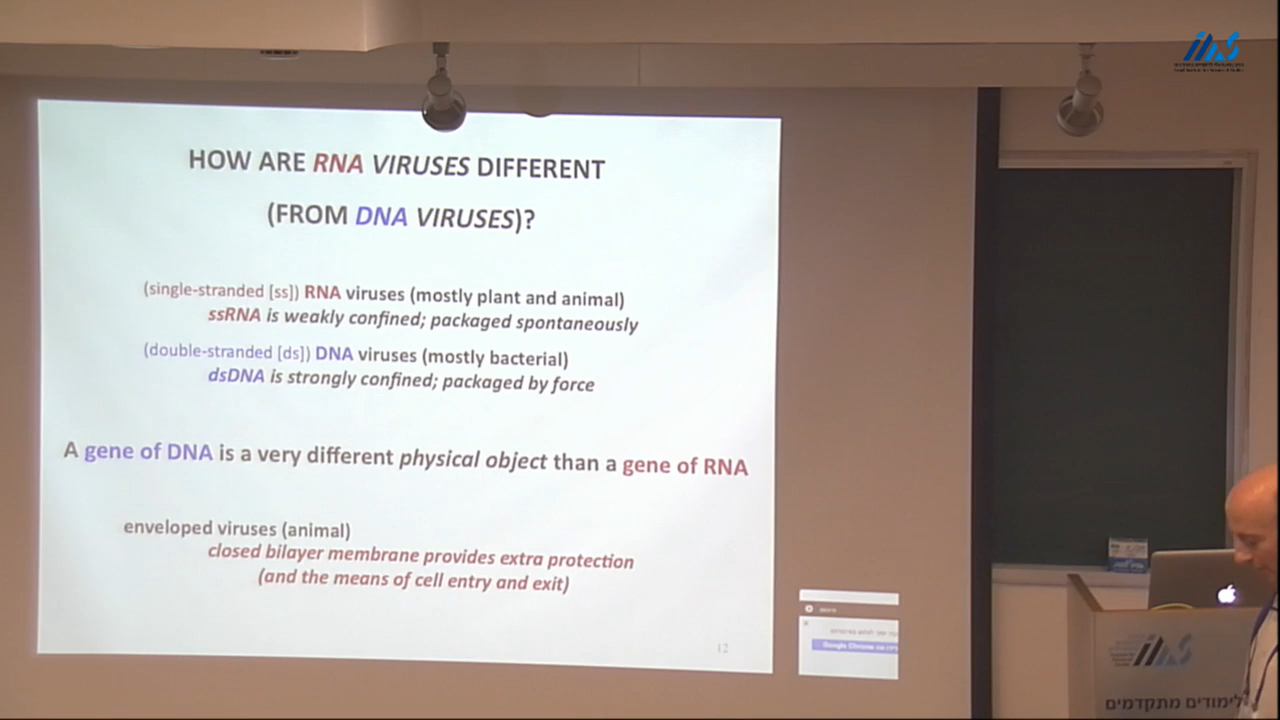 HOW ARE RNA VIRUSES DIFFERENT
(FROM DNA VIRUSES)?
(single-stranded [ss]) RNA viruses (mostly plant and animal)
ssRNA is weakly confined; packaged spontaneously
(double-stranded [ds]) DNA viruses (mostly bacterial)
dsDNA is strongly confined; packaged by force
A gene of DNA is a very different physical object than a gene of RNA
enveloped viruses (animal)
closed bilayer membrane provides extra protection
(and the means of cell entry and exit)
12
Google Chrome
לימודים מתקדמים